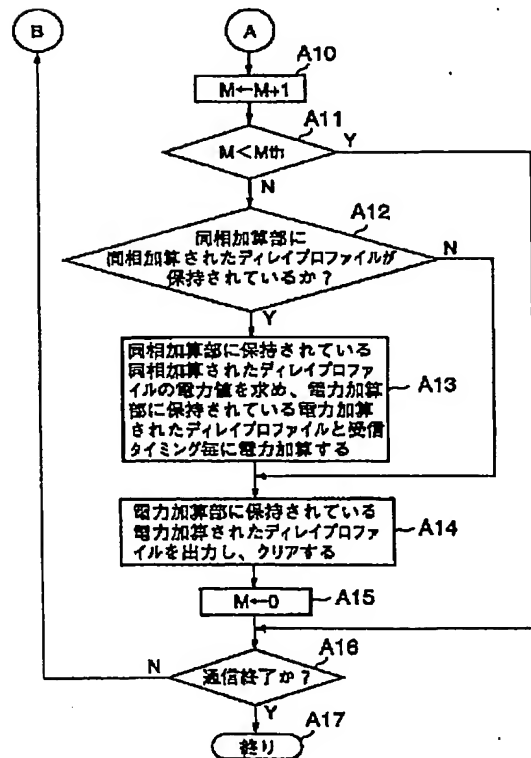 B
A
A10
M←M+1
A11
M<Mth
Y
N
A12
同相加算部に
同相加算されたディレイプロファイルが
保持されているか？
N
Y
同相加算部に保持されている
同相加算されたディレイプロファ
イルの電力値を求め、電力加算
部に保持されている電力加算
されたディレイプロファイルと受信
タイミング毎に電力加算する
A13
電力加算部に保持されている
電力加算されたディレイプロファ
イルを出力し、クリアする
A14
M←0
A15
A16
N
通信終了か？
Y
A17
終り